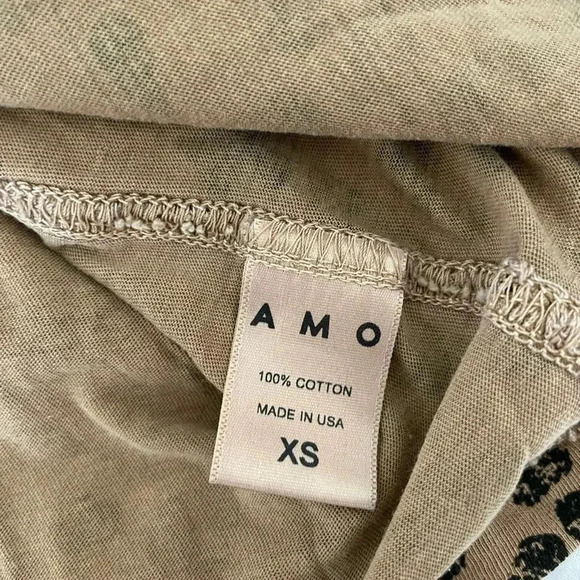 AMO
100% COTTON
MADE IN USA
XS